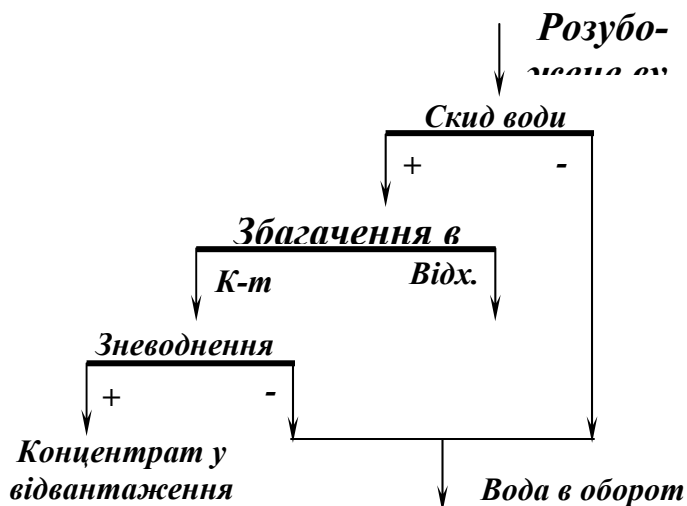 Розубо-
Скид води
+ -
Збагачення в
К-т Відх.
Зневоднення
+ -
Концентрат у
відвантаження
Вода в оборот